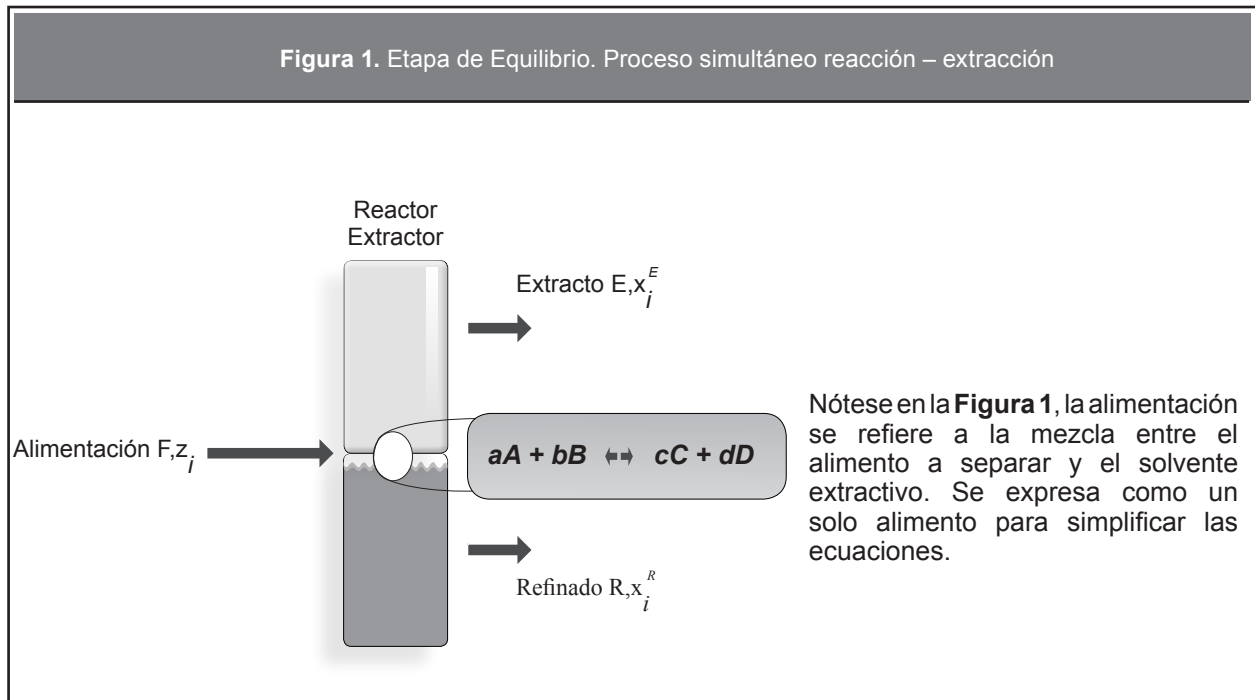 Figura 1. Etapa de Equilibrio. Proceso simultáneo reacción – extracción
Reactor
Extractor
Extracto E,x_i^E
Alimentación F,z_i
aA + bB ↔ cC + dD
Refinado R,x_i^R
Nótese en la Figura 1, la alimentación
se refiere a la mezcla entre el
alimento a separar y el solvente
extractivo. Se expresa como un
solo alimento para simplificar las
ecuaciones.